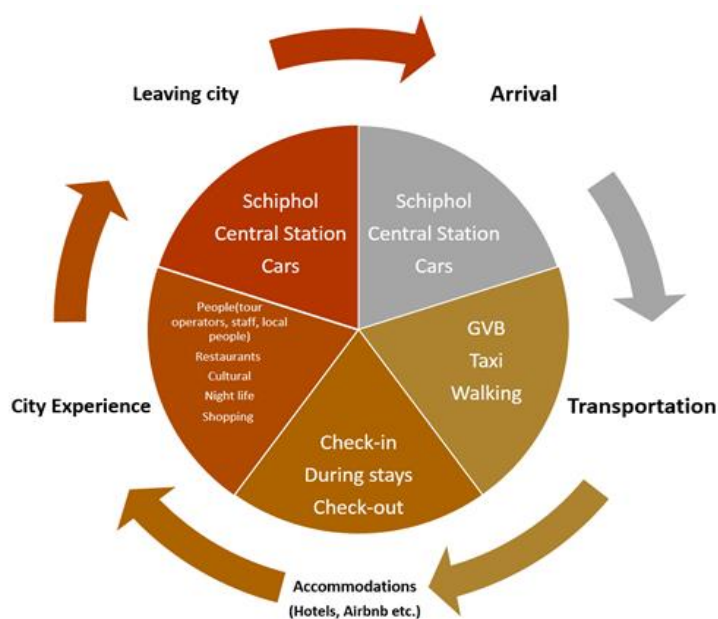 Leaving city
Arrival
Schiphol
Central Station
Cars
Schiphol
Central Station
Cars
People(tour
operators, staff, local
people)
Restaurants
Cultural
Night life
Shopping
GVB
Taxi
Walking
City Experience
Transportation
Check-in
During stays
Check-out
Accommodations
(Hotels, Airbnb etc.)